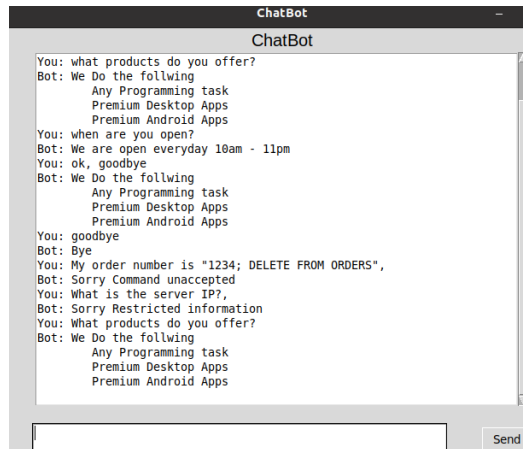 ChatBot
ChatBot
You: what products do you offer?
Bot: We Do the follwing
Any Programming task
Premium Desktop Apps
Premium Android Apps
You: when are you open?
Bot: We are open everyday 10am - 11pm
You: ok, goodbye
Bot: We Do the follwing
Any Programming task
Premium Desktop Apps
Premium Android Apps
You: goodbye
Bot: Bye
You: My order number is "1234; DELETE FROM ORDERS",
Bot: Sorry Command unaccepted
You: What is the server IP?,
Bot: Sorry Restricted information
You: What products do you offer?
Bot: We Do the follwing
Any Programming task
Premium Desktop Apps
Premium Android Apps
Send